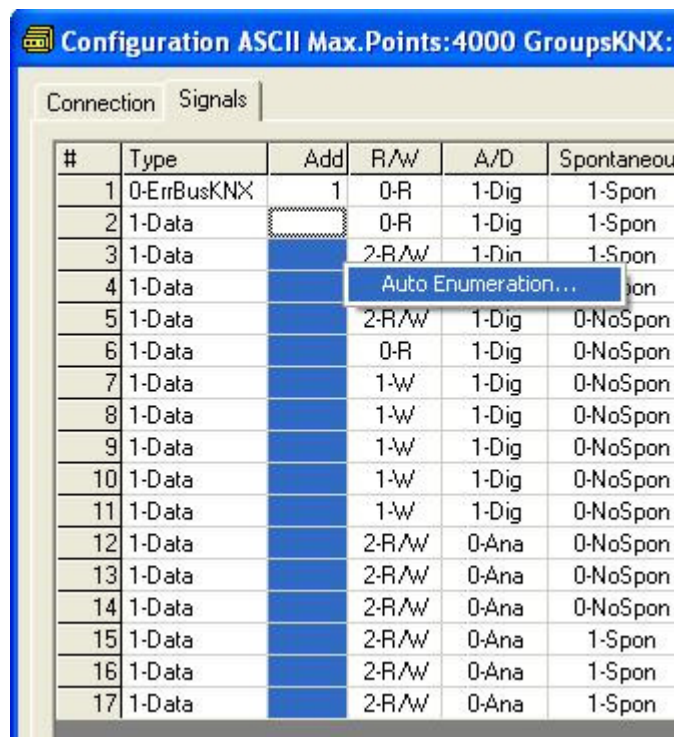 Configuration ASCII Max.Points:4000 GroupsKNX:
Connection Signals
# Type Add R/W A/D Spontaneou
1 0-ErrBusKNX 1 0-R 1-Dig 1-Spon
2 1-Data 0-R 1-Dig 1-Spon
3 1-Data 2-R/W 1-Dig 1-Spon
4 1-Data Auto Enumeration... pon
5 1-Data 2-R/W 1-Dig 0-NoSpon
6 1-Data 0-R 1-Dig 0-NoSpon
7 1-Data 1-W 1-Dig 0-NoSpon
8 1-Data 1-W 1-Dig 0-NoSpon
9 1-Data 1-W 1-Dig 0-NoSpon
10 1-Data 1-W 1-Dig 0-NoSpon
11 1-Data 1-W 1-Dig 0-NoSpon
12 1-Data 2-R/W 0-Ana 0-NoSpon
13 1-Data 2-R/W 0-Ana 0-NoSpon
14 1-Data 2-R/W 0-Ana 0-NoSpon
15 1-Data 2-R/W 0-Ana 1-Spon
16 1-Data 2-R/W 0-Ana 1-Spon
17 1-Data 2-R/W 0-Ana 1-Spon